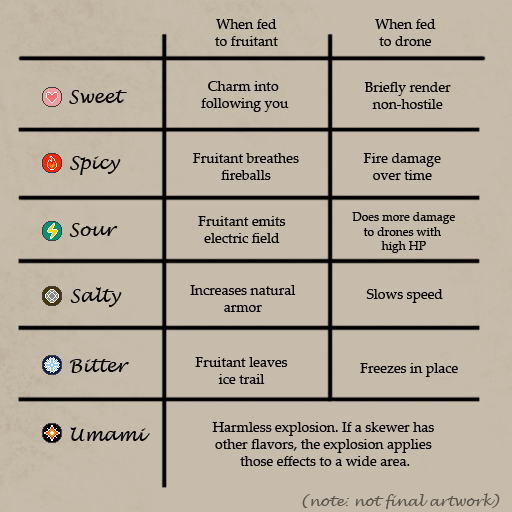 When fed
to fruitant
When fed
to drone
Sweet
Charm into
following you
Briefly render
non-hostile
Spicy
Fruitant breathes
fireballs
Fire damage
over time
Sour
Fruitant emits
electric field
Does more damage
to drones with
high HP
Salty
Increases natural
armor
Slows speed
Bitter
Fruitant leaves
ice trail
Freezes in place
Umami
Harmless explosion. If a skewer has
other flavors, the explosion applies
those effects to a wide area.
(note: not final artwork)